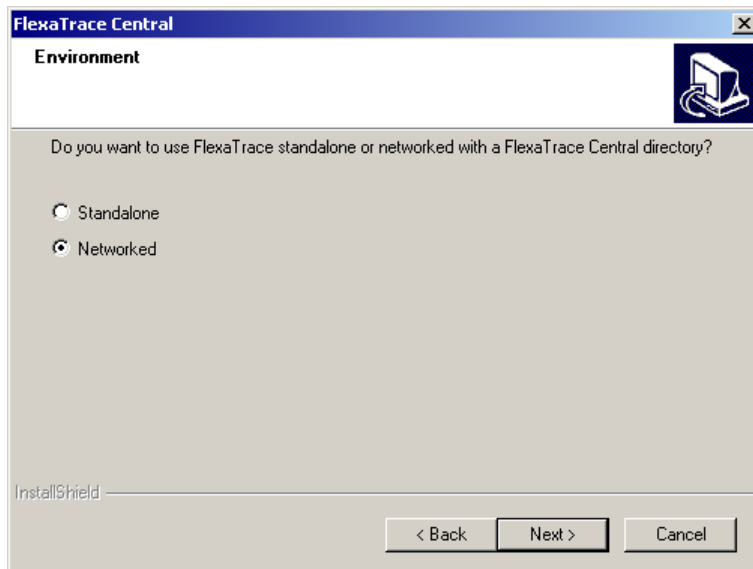 FlexaTrace Central
Environment
Do you want to use FlexaTrace standalone or networked with a FlexaTrace Central directory?
Standalone
Networked
InstallShield
< Back Next > Cancel